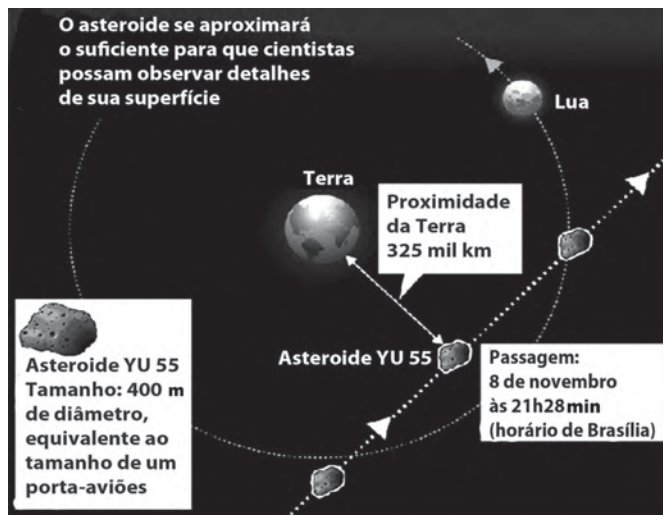 O asteroide se aproximará
o suficiente para que cientistas
possam observar detalhes
de sua superfície
Lua
Terra
Proximidade
da Terra
325 mil km
Asteroide YU 55
Passagem:
8 de novembro
às 21h28min
(horário de Brasília)
Asteroide YU 55
Tamanho: 400 m
de diâmetro,
equivalente ao
tamanho de um
porta-aviões